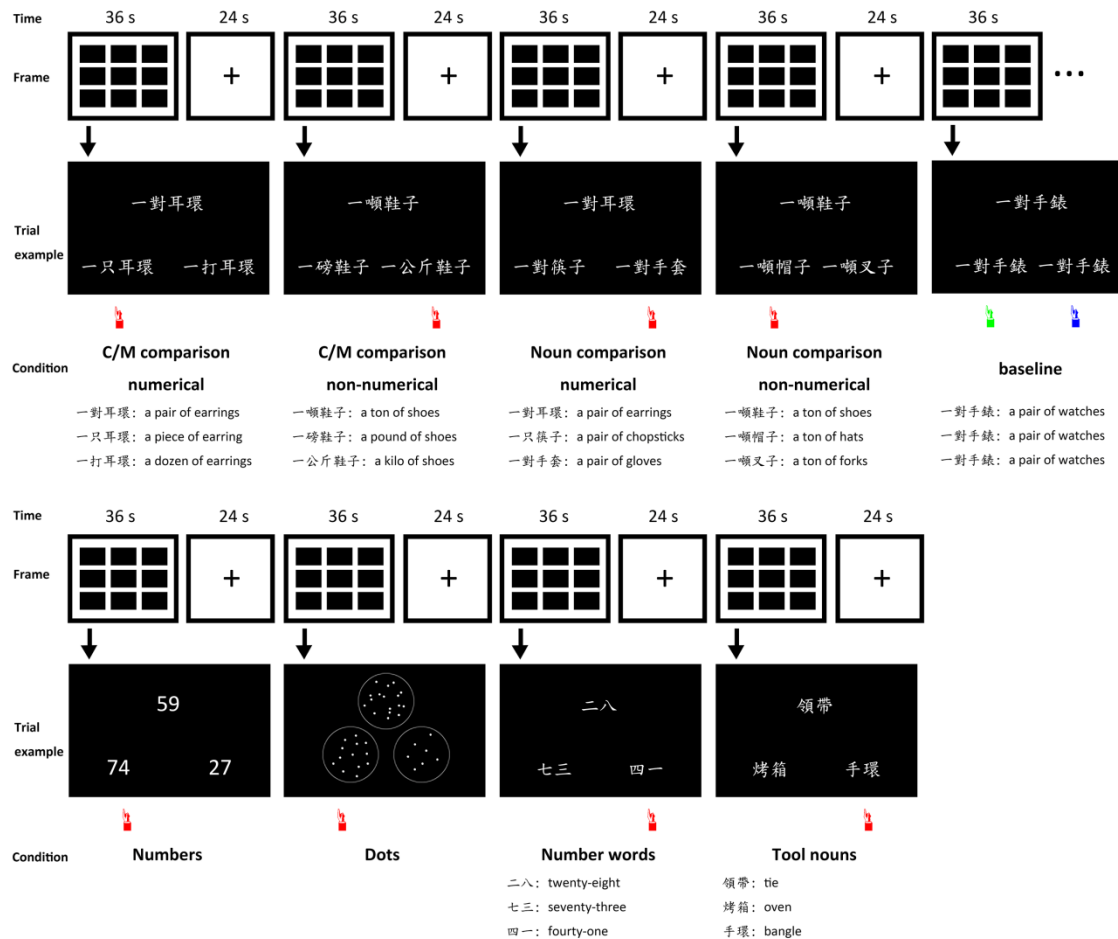 Time 36 s 24 s 36 s 24 s 36 s 24 s 36 s 24 s 36 s
Frame + + + + ...
Trial example
一對耳環
一只耳環 一打耳環
一噸鞋子
一磅鞋子 一公斤鞋子
一對耳環
一對筷子 一對手套
一噸鞋子
一噸帽子 一噸叉子
一對手錶
一對手錶 一對手錶
Condition
C/M comparison
numerical
一對耳環: a pair of earrings
一只耳環: a piece of earring
一打耳環: a dozen of earrings
C/M comparison
non-numerical
一噸鞋子: a ton of shoes
一磅鞋子: a pound of shoes
一公斤鞋子: a kilo of shoes
Noun comparison
numerical
一對耳環: a pair of earrings
一只筷子: a pair of chopsticks
一對手套: a pair of gloves
Noun comparison
non-numerical
一噸鞋子: a ton of shoes
一噸帽子: a ton of hats
一噸叉子: a ton of forks
baseline
一對手錶: a pair of watches
一對手錶: a pair of watches
一對手錶: a pair of watches
Time 36 s 24 s 36 s 24 s 36 s 24 s 36 s 24 s
Frame + + + +
Trial example
59
74 27
二八
七三 四一
領帶
烤箱 手環
Condition
Numbers
Dots
Number words
二八: twenty-eight
七三: seventy-three
四一: fourty-one
Tool nouns
領帶: tie
烤箱: oven
手環: bangle